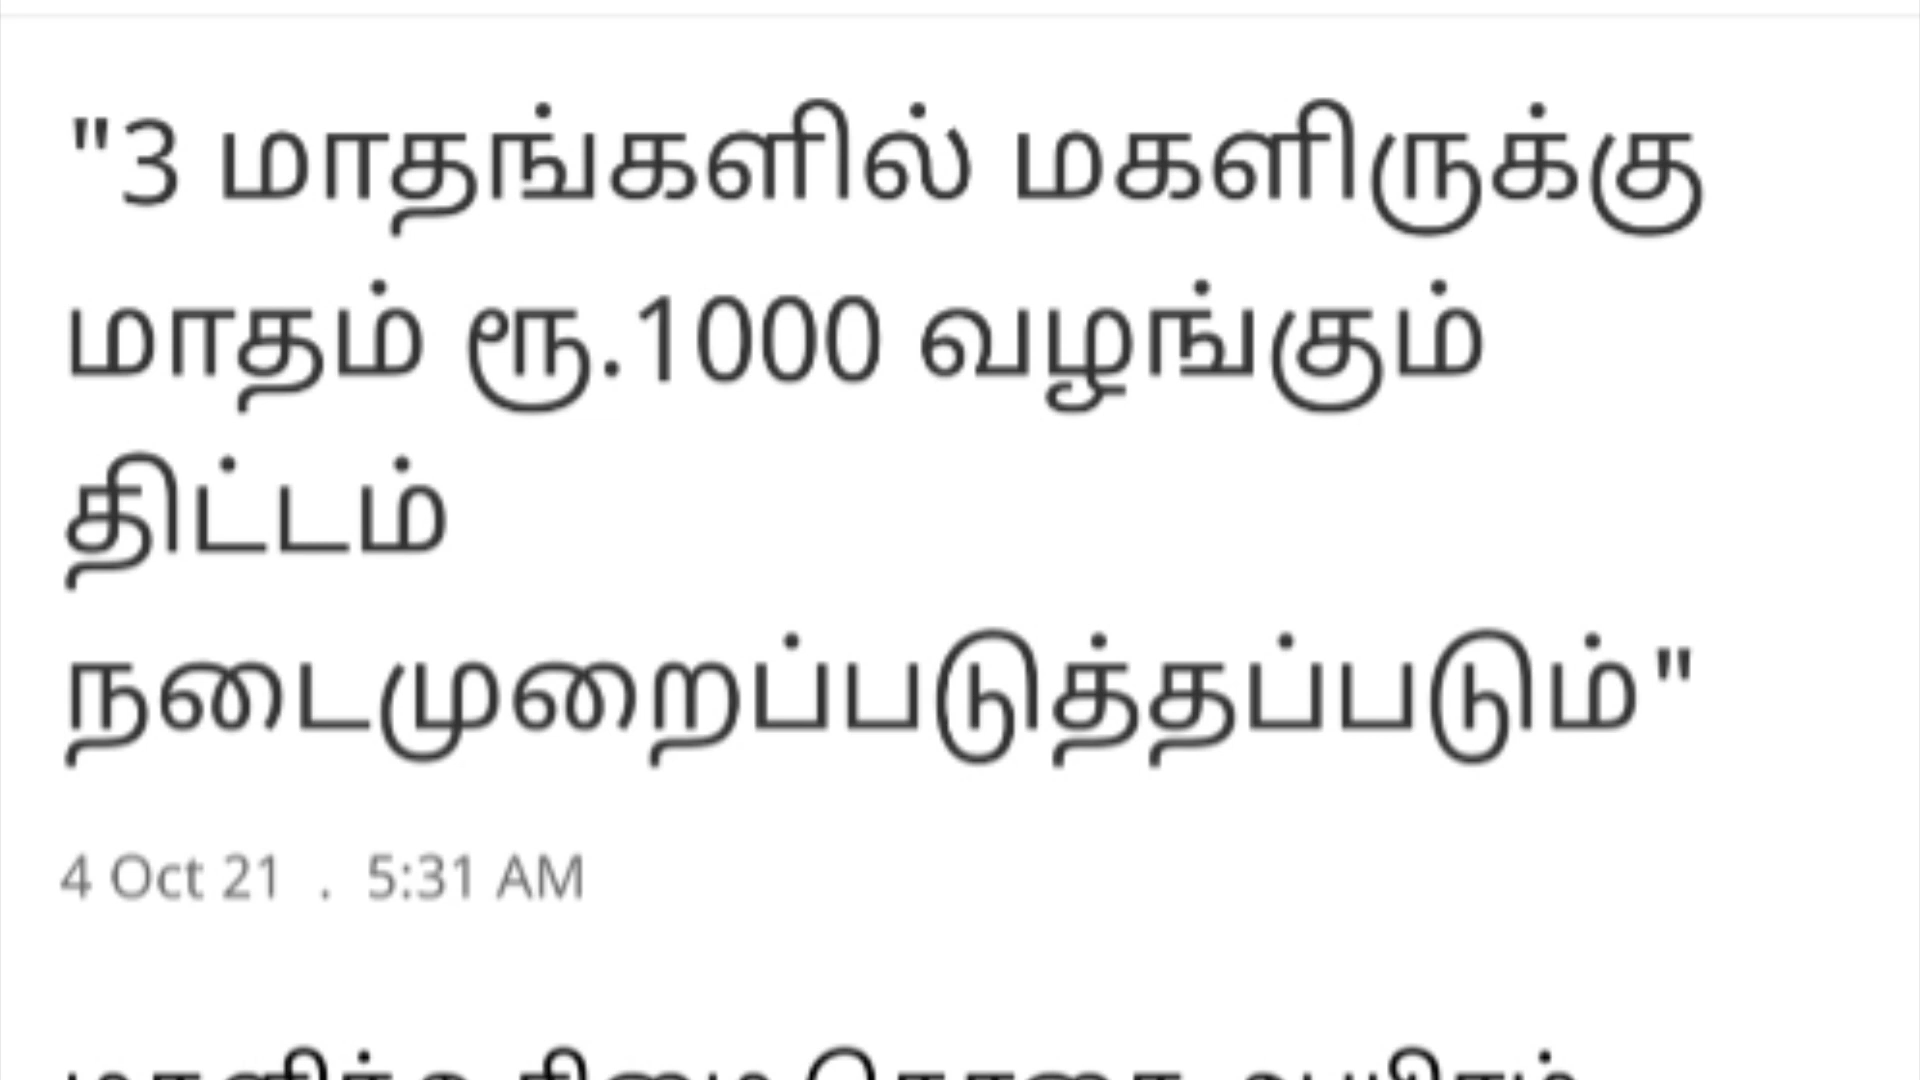 "3 மாதங்களில் மகளிருக்கு
மாதம் ரூ.1000 வழங்கும்
திட்டம்
நடைமுறைப்படுத்தப்படும்"
4 Oct 21 . 5:31 AM